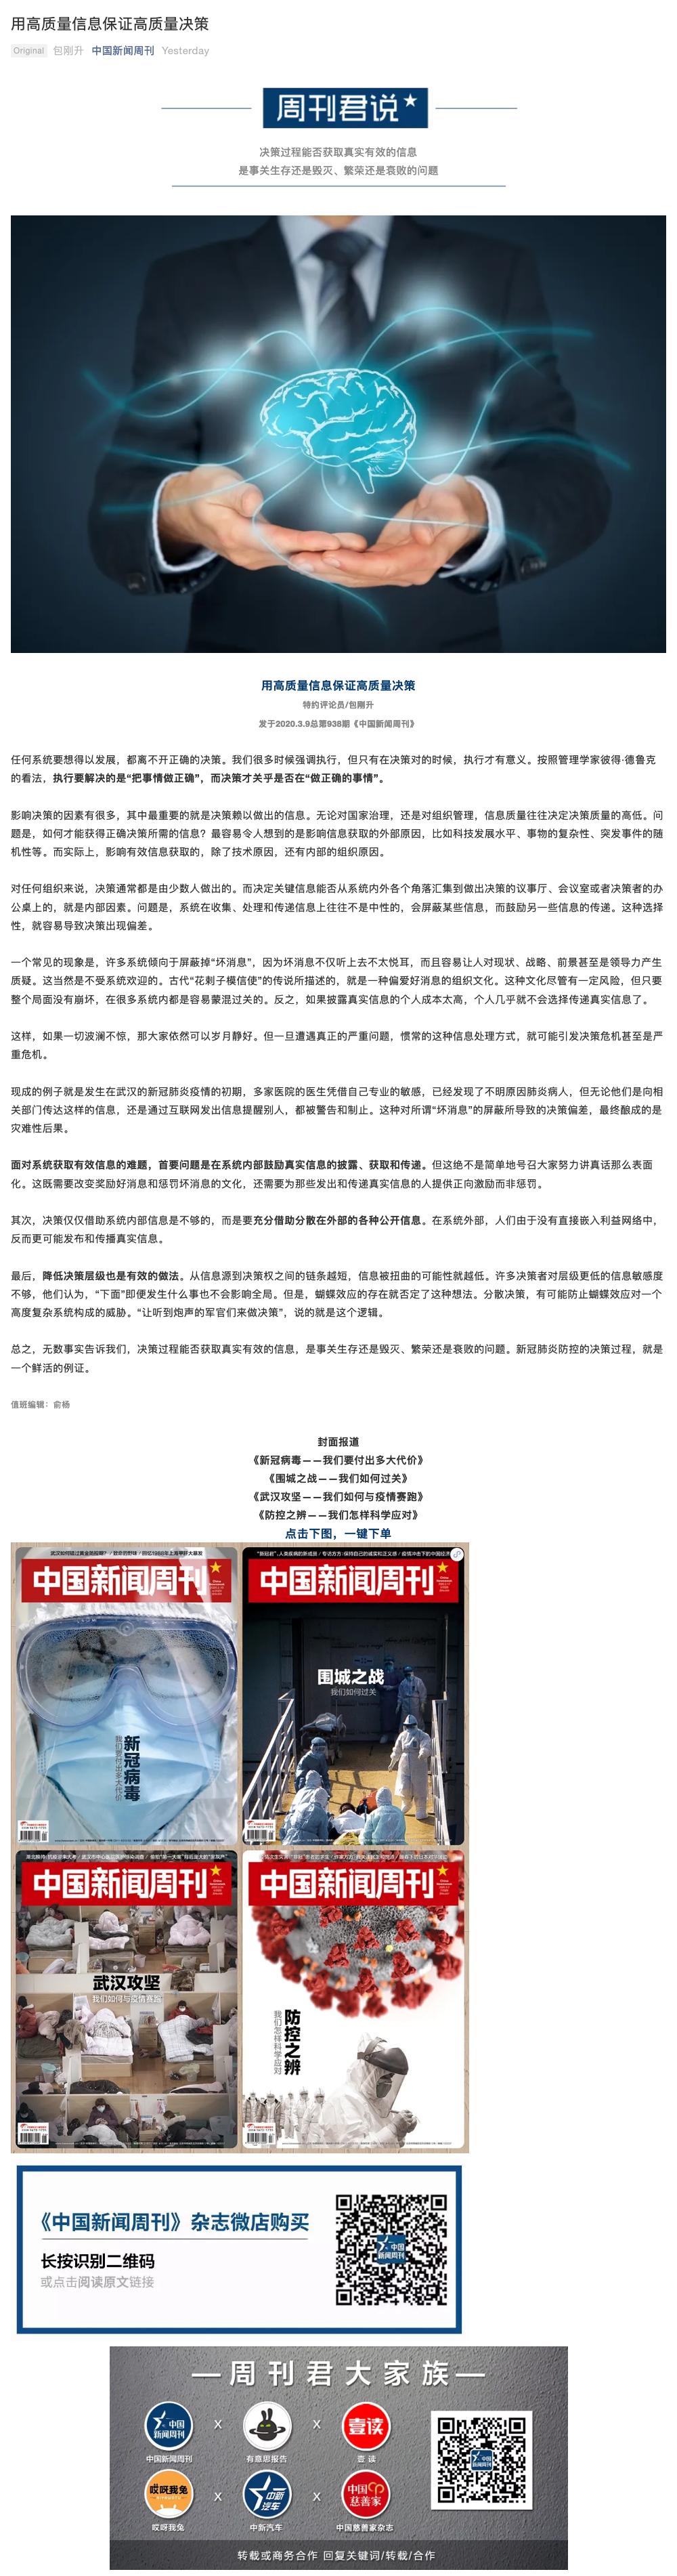 用高质量信息保证高质量决策
Original 包刚升 中国新闻周刊 Yesterday
周刊君说
决策过程能否获取真实有效的信息
是事关生存还是毁灭、繁荣还是衰败的问题
用高质量信息保证高质量决策
特约评论员/包刚升
发于2020.3.9总第938期《中国新闻周刊》
任何系统要想得以发展，都离不开正确的决策。我们很多时候强调执行，但只有在决策对的时候，执行才有意义。按照管理学家彼得·德鲁克
的看法，执行要解决的是“把事情做正确”，而决策才关乎是否在“做正确的事情”。
影响决策的因素有很多，其中最重要的就是决策赖以做出的信息。无论对国家治理，还是对组织管理，信息质量往往决定决策质量的高低。问
题是，如何才能获得正确决策所需的信息？最容易令人想到的是影响信息获取的外部原因，比如科技发展水平、事物的复杂性、突发事件的随
机性等。而实际上，影响有效信息获取的，除了技术原因，还有内部的组织原因。
对任何组织来说，决策通常都是由少数人做出的。而决定关键信息能否从系统内外各个角落汇集到做出决策的议事厅、会议室或者决策者的办
公桌上的，就是内部因素。问题是，系统在收集、处理和传递信息上往往不是中性的，会屏蔽某些信息，而鼓励另一些信息的传递。这种选择
性，就容易导致决策出现偏差。
一个常见的现象是，许多系统倾向于屏蔽掉“坏消息”，因为坏消息不仅听上去不太悦耳，而且容易让人对现状、战略、前景甚至是领导力产生
质疑。这当然是不受系统欢迎的。古代“花剌子模信使”的传说所描述的，就是一种偏爱好消息的组织文化。这种文化尽管有一定风险，但只要
整个局面没有崩坏，在很多系统内都是容易蒙混过关的。反之，如果披露真实信息的个人成本太高，个人几乎就不会选择传递真实信息了。
这样，如果一切波澜不惊，那大家依然可以岁月静好。但一旦遭遇真正的严重问题，惯常的这种信息处理方式，就可能引发决策危机甚至是严
重危机。
现成的例子就是发生在武汉的新冠肺炎疫情的初期，多家医院的医生凭借自己专业的敏感，已经发现了不明原因肺炎病人，但无论他们是向相
关部门传达这样的信息，还是通过互联网发出信息提醒别人，都被警告和制止。这种对所谓“坏消息”的屏蔽所导致的决策偏差，最终酿成的是
灾难性后果。
面对系统获取有效信息的难题，首要问题是在系统内部鼓励真实信息的披露、获取和传递。但这绝不是简单地号召大家努力讲真话那么表面
化。这既需要改变奖励好消息和惩罚坏消息的文化，还需要为那些发出和传递真实信息的人提供正向激励而非惩罚。
其次，决策仅仅借助系统内部信息是不够的，而是要充分借助分散在外部的各种公开信息。在系统外部，人们由于没有直接嵌入利益网络中，
反而更可能发布和传播真实信息。
最后，降低决策层级也是有效的做法。从信息源到决策权之间的链条越短，信息被扭曲的可能性就越低。许多决策者对层级更低的信息敏感度
不够，他们认为，“下面”即便发生什么事也不会影响全局。但是，蝴蝶效应的存在就否定了这种想法。分散决策，有可能防止蝴蝶效应对一个
高度复杂系统构成的威胁。“让听到炮声的军官们来做决策”，说的就是这个逻辑。
总之，无数事实告诉我们，决策过程能否获取真实有效的信息，是事关生存还是毁灭、繁荣还是衰败的问题。新冠肺炎防控的决策过程，就是
一个鲜活的例证。
值班编辑：俞杨
封面报道
《新冠病毒——我们要付出多大代价》
《围城之战——我们如何过关》
《武汉攻坚——我们如何与疫情赛跑》
《防控之辨——我们怎样科学应对》
点击下图，一键下单
中国新闻周刊
新冠病毒
我们要付出多大代价
中国新闻周刊
围城之战
我们如何过关
中国新闻周刊
武汉攻坚
我们如何与疫情赛跑
中国新闻周刊
防控之辨
我们怎样科学应对
《中国新闻周刊》杂志微店购买
长按识别二维码
或点击阅读原文链接
中国新闻周刊
—周刊君大家族—
中国新闻周刊 X X 壹读
中国新闻周刊 有意思报告 壹读
哎呀我兔 X 中新汽车 X 中国慈善家
哎呀我兔 中新汽车 中国慈善家杂志
转载或商务合作 回复关键词/转载/合作